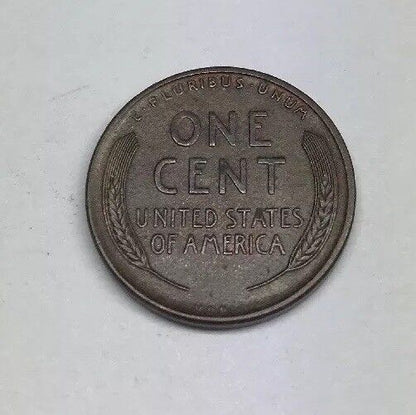 E·PLURIBUS·UNUM
ONE
CENT
UNITED STATES
OF AMERICA